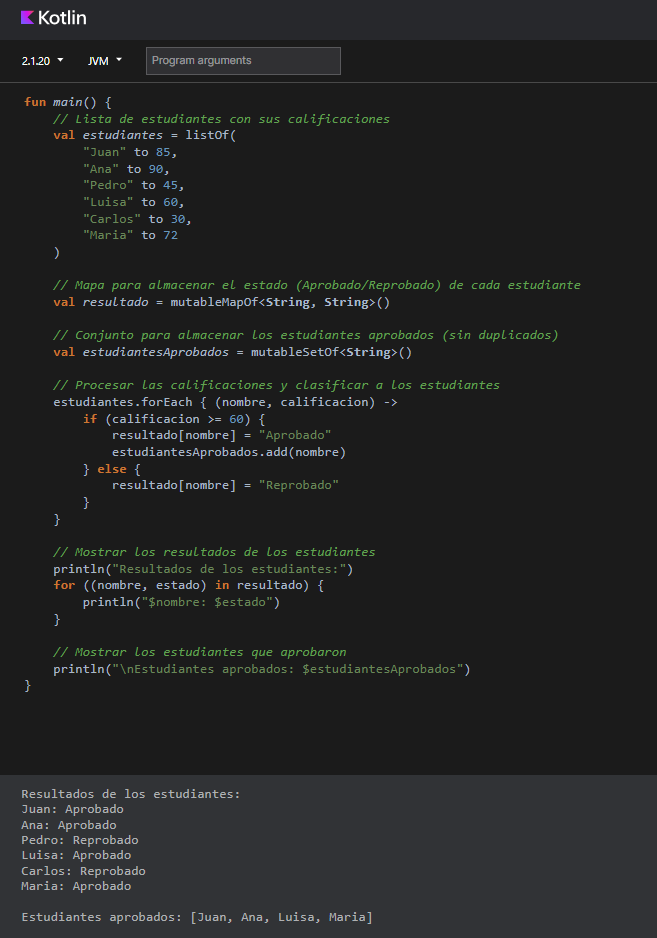 Kotlin
2.1.20 JVM Program arguments
fun main() {
    // Lista de estudiantes con sus calificaciones
    val estudiantes = listOf(
        "Juan" to 85,
        "Ana" to 90,
        "Pedro" to 45,
        "Luisa" to 60,
        "Carlos" to 30,
        "Maria" to 72
    )

    // Mapa para almacenar el estado (Aprobado/Reprobado) de cada estudiante
    val resultado = mutableMapOf<String, String>()

    // Conjunto para almacenar los estudiantes aprobados (sin duplicados)
    val estudiantesAprobados = mutableSetOf<String>()

    // Procesar las calificaciones y clasificar a los estudiantes
    estudiantes.forEach { (nombre, calificacion) ->
        if (calificacion >= 60) {
            resultado[nombre] = "Aprobado"
            estudiantesAprobados.add(nombre)
        } else {
            resultado[nombre] = "Reprobado"
        }
    }

    // Mostrar los resultados de los estudiantes
    println("Resultados de los estudiantes:")
    for ((nombre, estado) in resultado) {
        println("$nombre: $estado")
    }

    // Mostrar los estudiantes que aprobaron
    println("\nEstudiantes aprobados: $estudiantesAprobados")
}
Resultados de los estudiantes:
Juan: Aprobado
Ana: Aprobado
Pedro: Reprobado
Luisa: Aprobado
Carlos: Reprobado
Maria: Aprobado

Estudiantes aprobados: [Juan, Ana, Luisa, Maria]